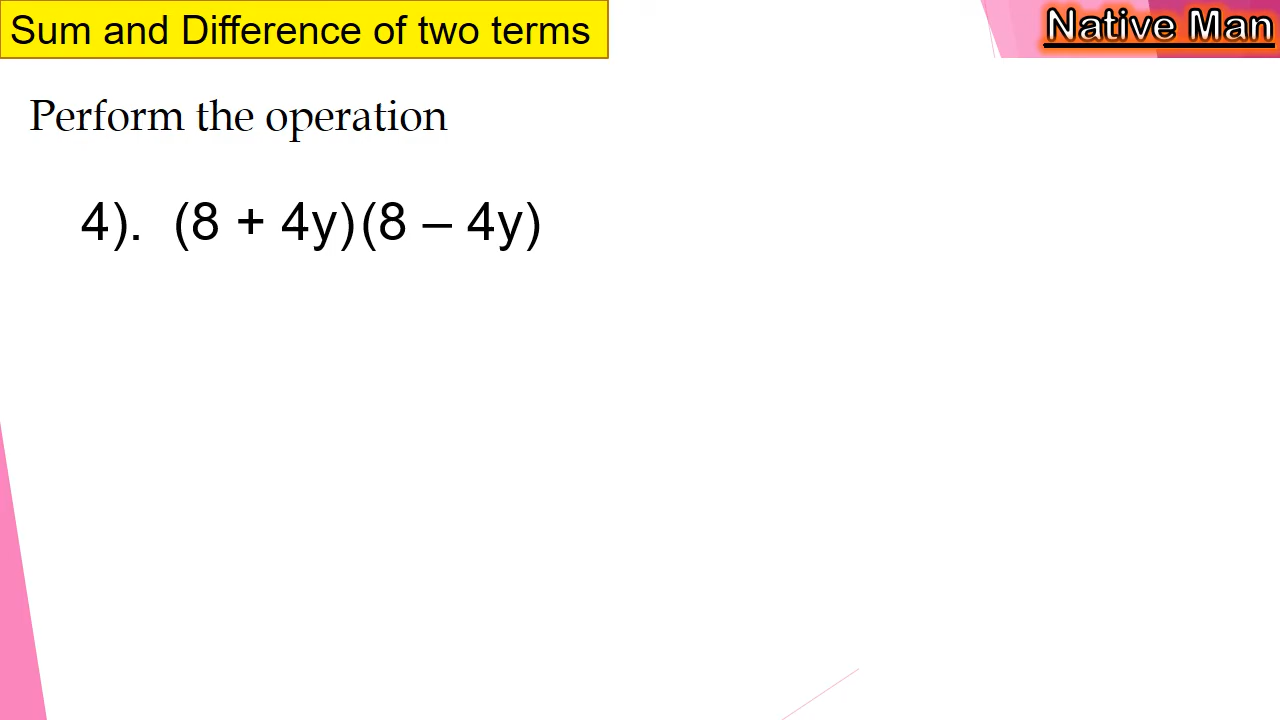 Sum and Difference of two terms
Native Man
Perform the operation
4). (8 + 4y)(8 – 4y)